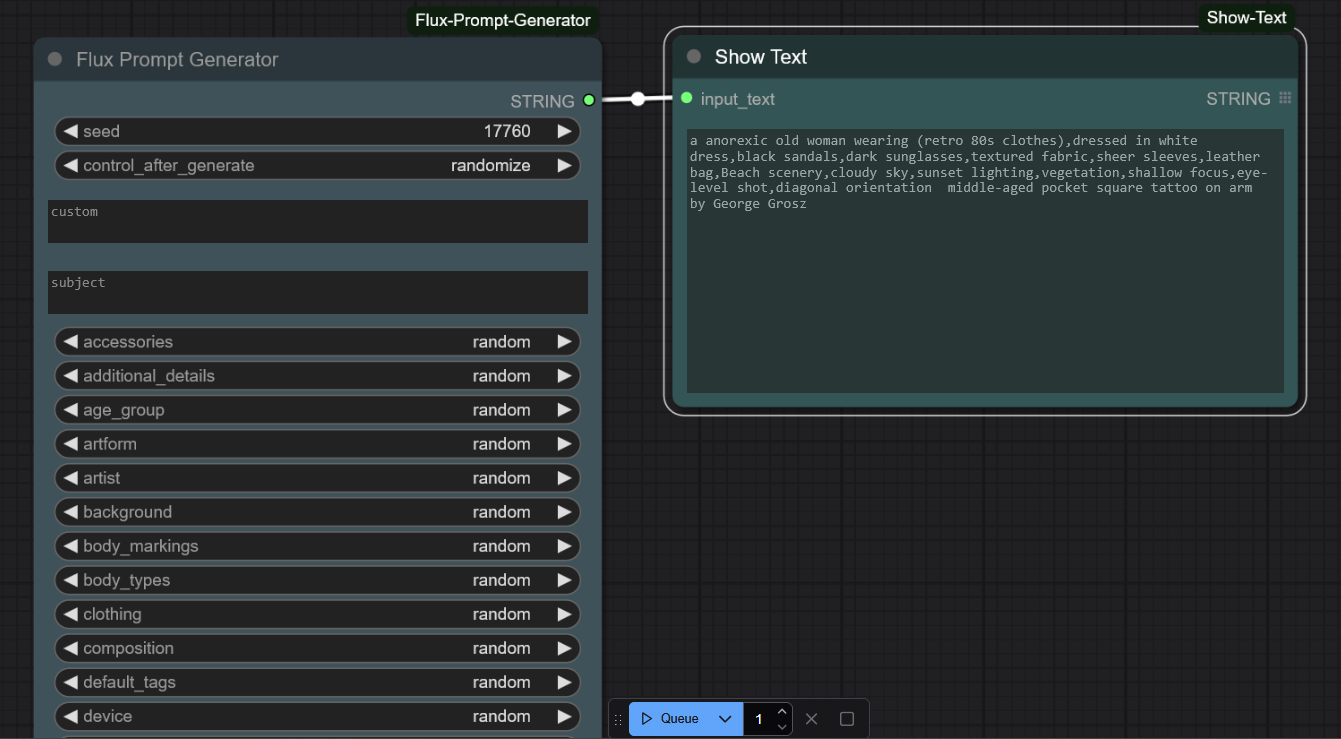 Flux-Prompt-Generator
Flux Prompt Generator
STRING
seed 17760
control_after_generate randomize
custom
subject
accessories random
additional_details random
age_group random
artform random
artist random
background random
body_markings random
body_types random
clothing random
composition random
default_tags random
device random
Show-Text
Show Text
input_text STRING
a anorexic old woman wearing (retro 80s clothes),dressed in white
dress,black sandals,dark sunglasses,textured fabric,sheer sleeves,leather
bag,Beach scenery,cloudy sky,sunset lighting,vegetation,shallow focus,eye-
level shot,diagonal orientation  middle-aged pocket square tattoo on arm
by George Grosz
Queue 1